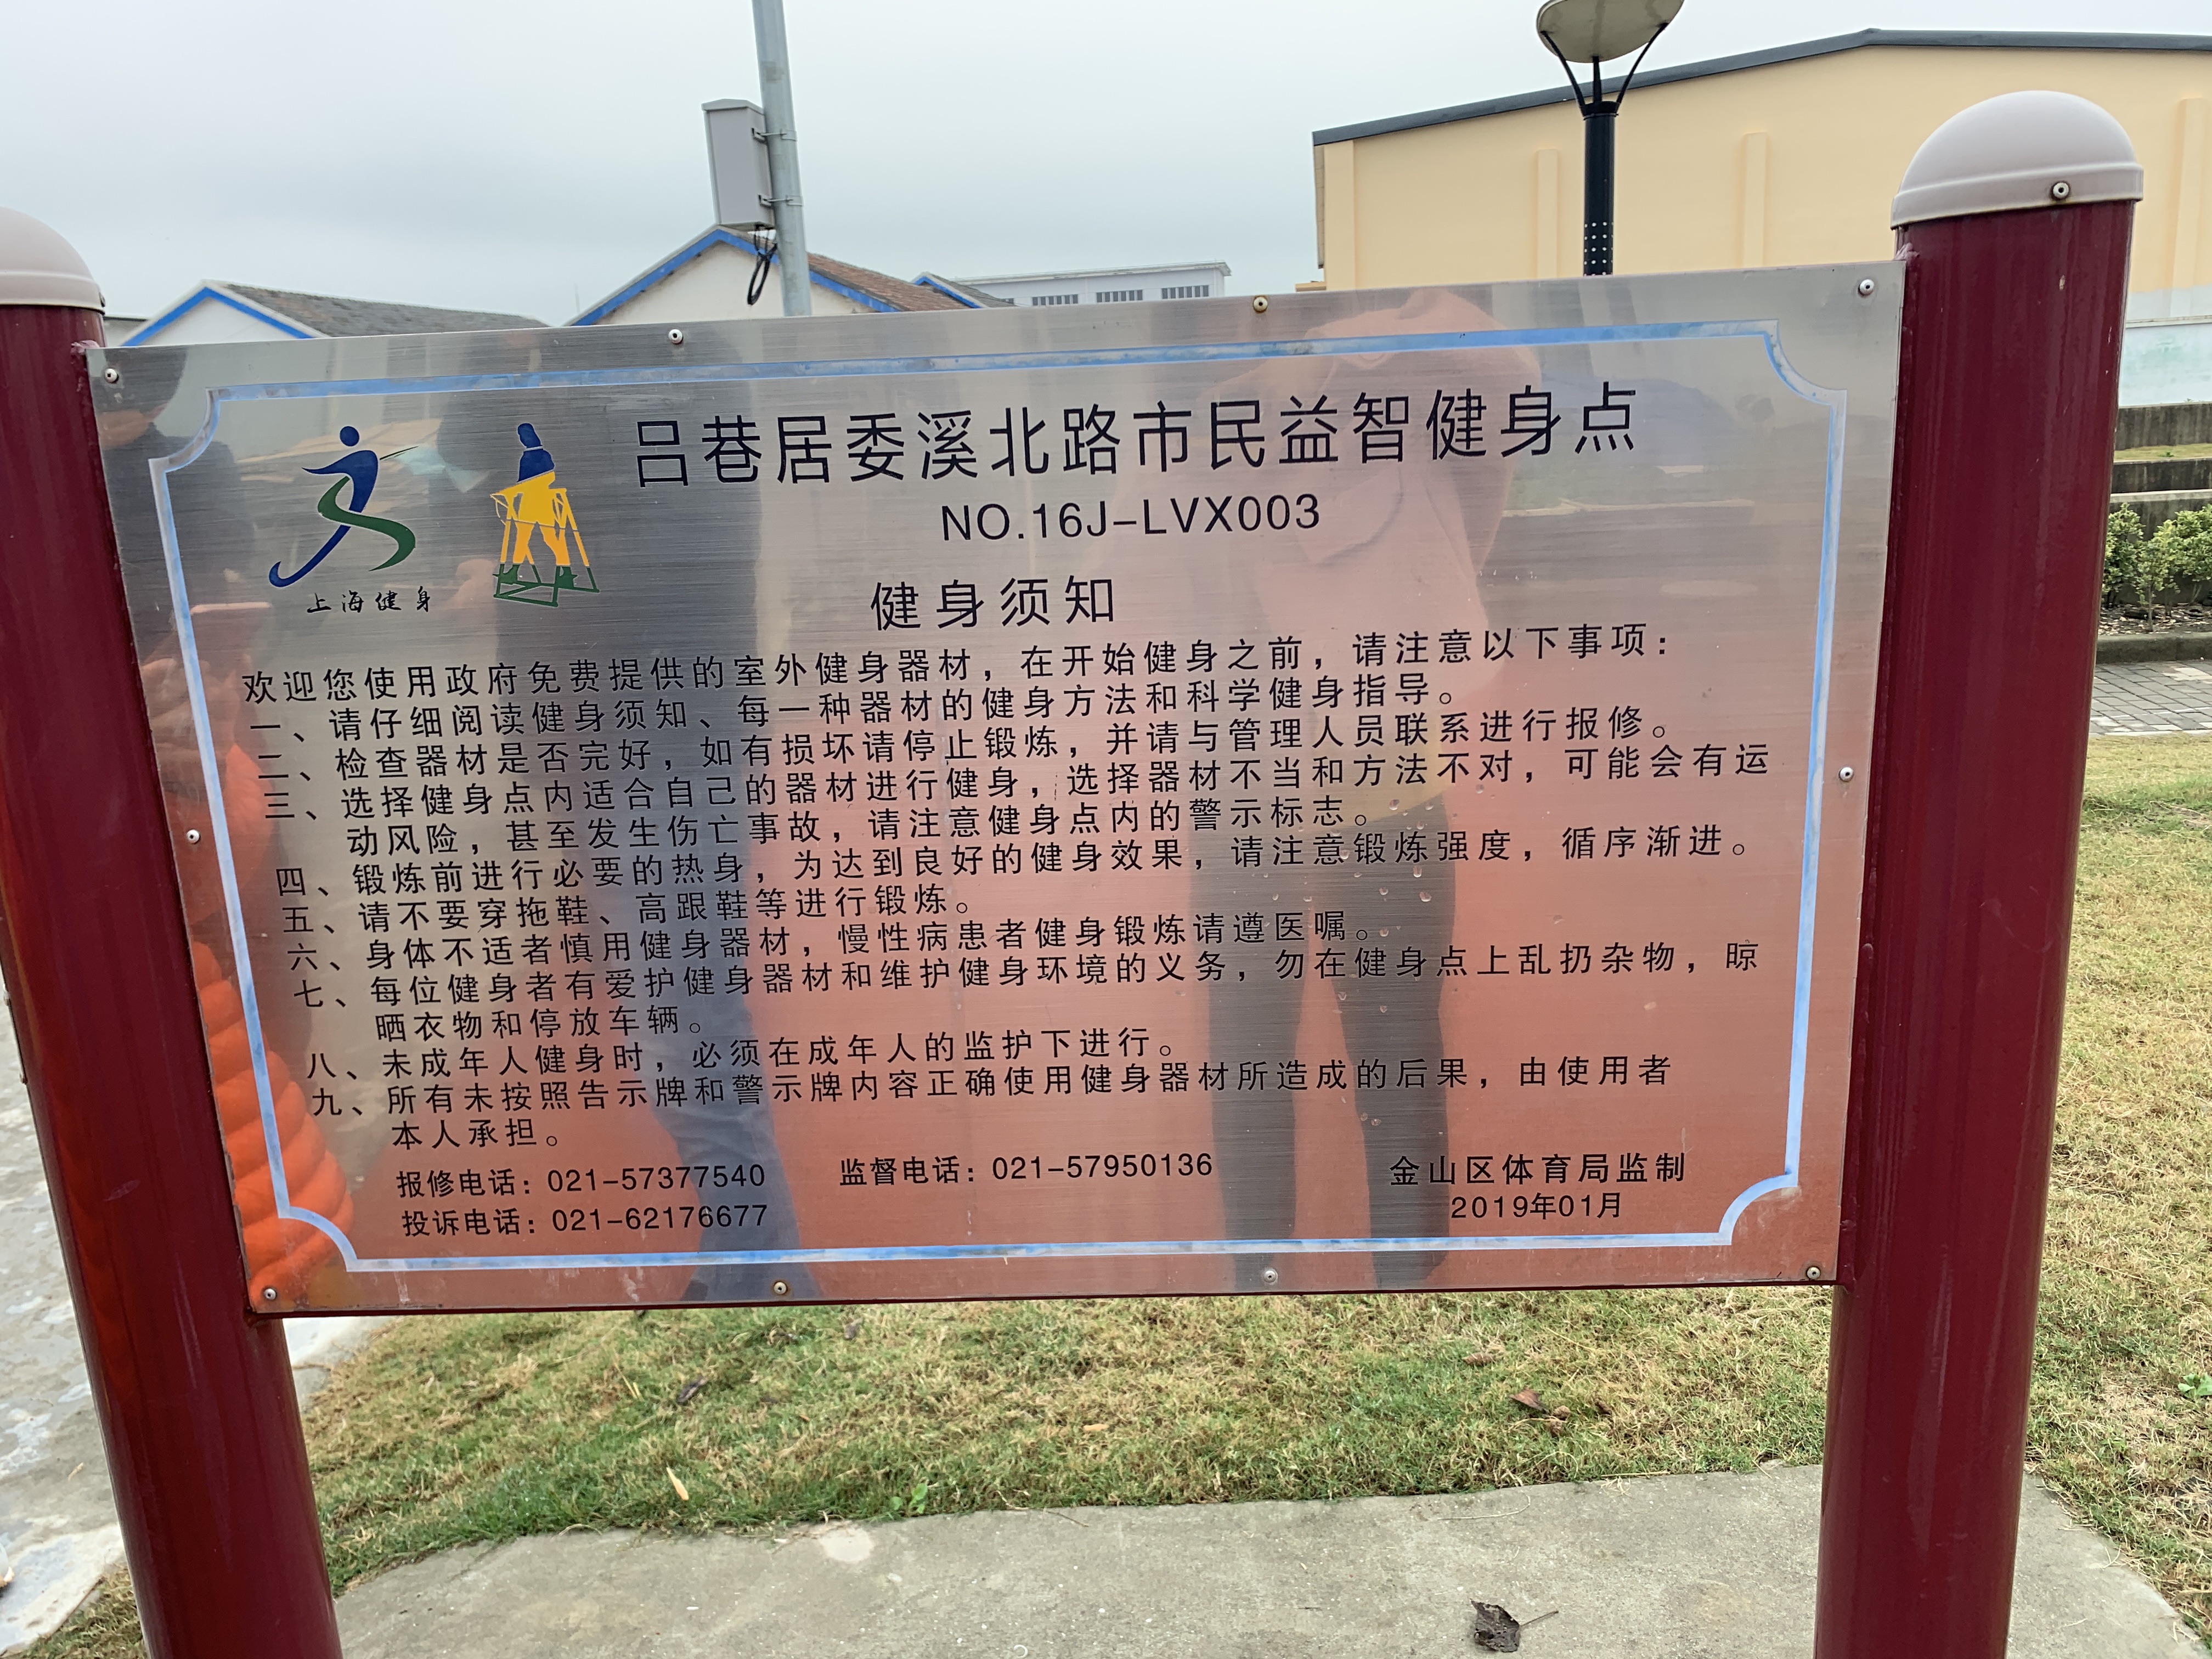 吕巷居委溪北路市民益智健身点
NO.16J-LVX003
上海健身
健身须知
欢迎您使用政府免费提供的室外健身器材，在开始健身之前，请注意以下事项：
一、请仔细阅读健身须知、每一种器材的健身方法和科学健身指导。
二、检查器材是否完好，如有损坏请停止锻炼，并请与管理人员联系进行报修。
三、选择健身点内适合自己的器材进行健身，选择器材不当和方法不对，可能会有运
动风险，甚至发生伤亡事故，请注意健身点内的警示标志。
四、锻炼前进行必要的热身，为达到良好的健身效果，请注意锻炼强度，循序渐进。
五、请不要穿拖鞋、高跟鞋等进行锻炼。
六、身体不适者慎用健身器材，慢性病患者健身锻炼请遵医嘱。
七、每位健身者有爱护健身器材和维护健身环境的义务，勿在健身点上乱扔杂物，晾
晒衣物和停放车辆。
八、未成年人健身时，必须在成年人的监护下进行。
九、所有未按照告示牌和警示牌内容正确使用健身器材所造成的后果，由使用者
本人承担。
报修电话：021-57377540 监督电话：021-57950136 金山区体育局监制
投诉电话：021-62176677 2019年01月